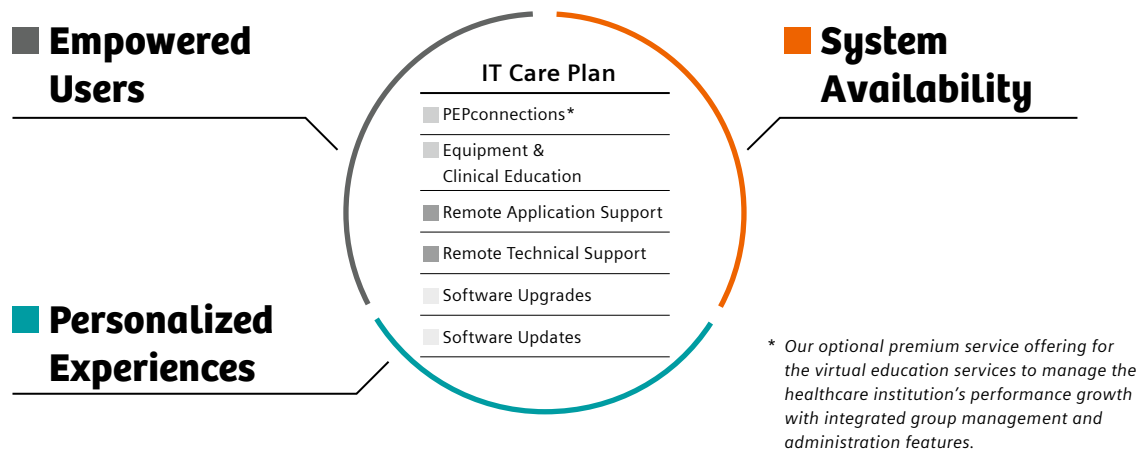 Empowered
Users
System
Availability
IT Care Plan
PEPconnections*
Equipment &
Clinical Education
Remote Application Support
Remote Technical Support
Software Upgrades
Software Updates
Personalized
Experiences
* Our optional premium service offering for
the virtual education services to manage the
healthcare institution's performance growth
with integrated group management and
administration features.